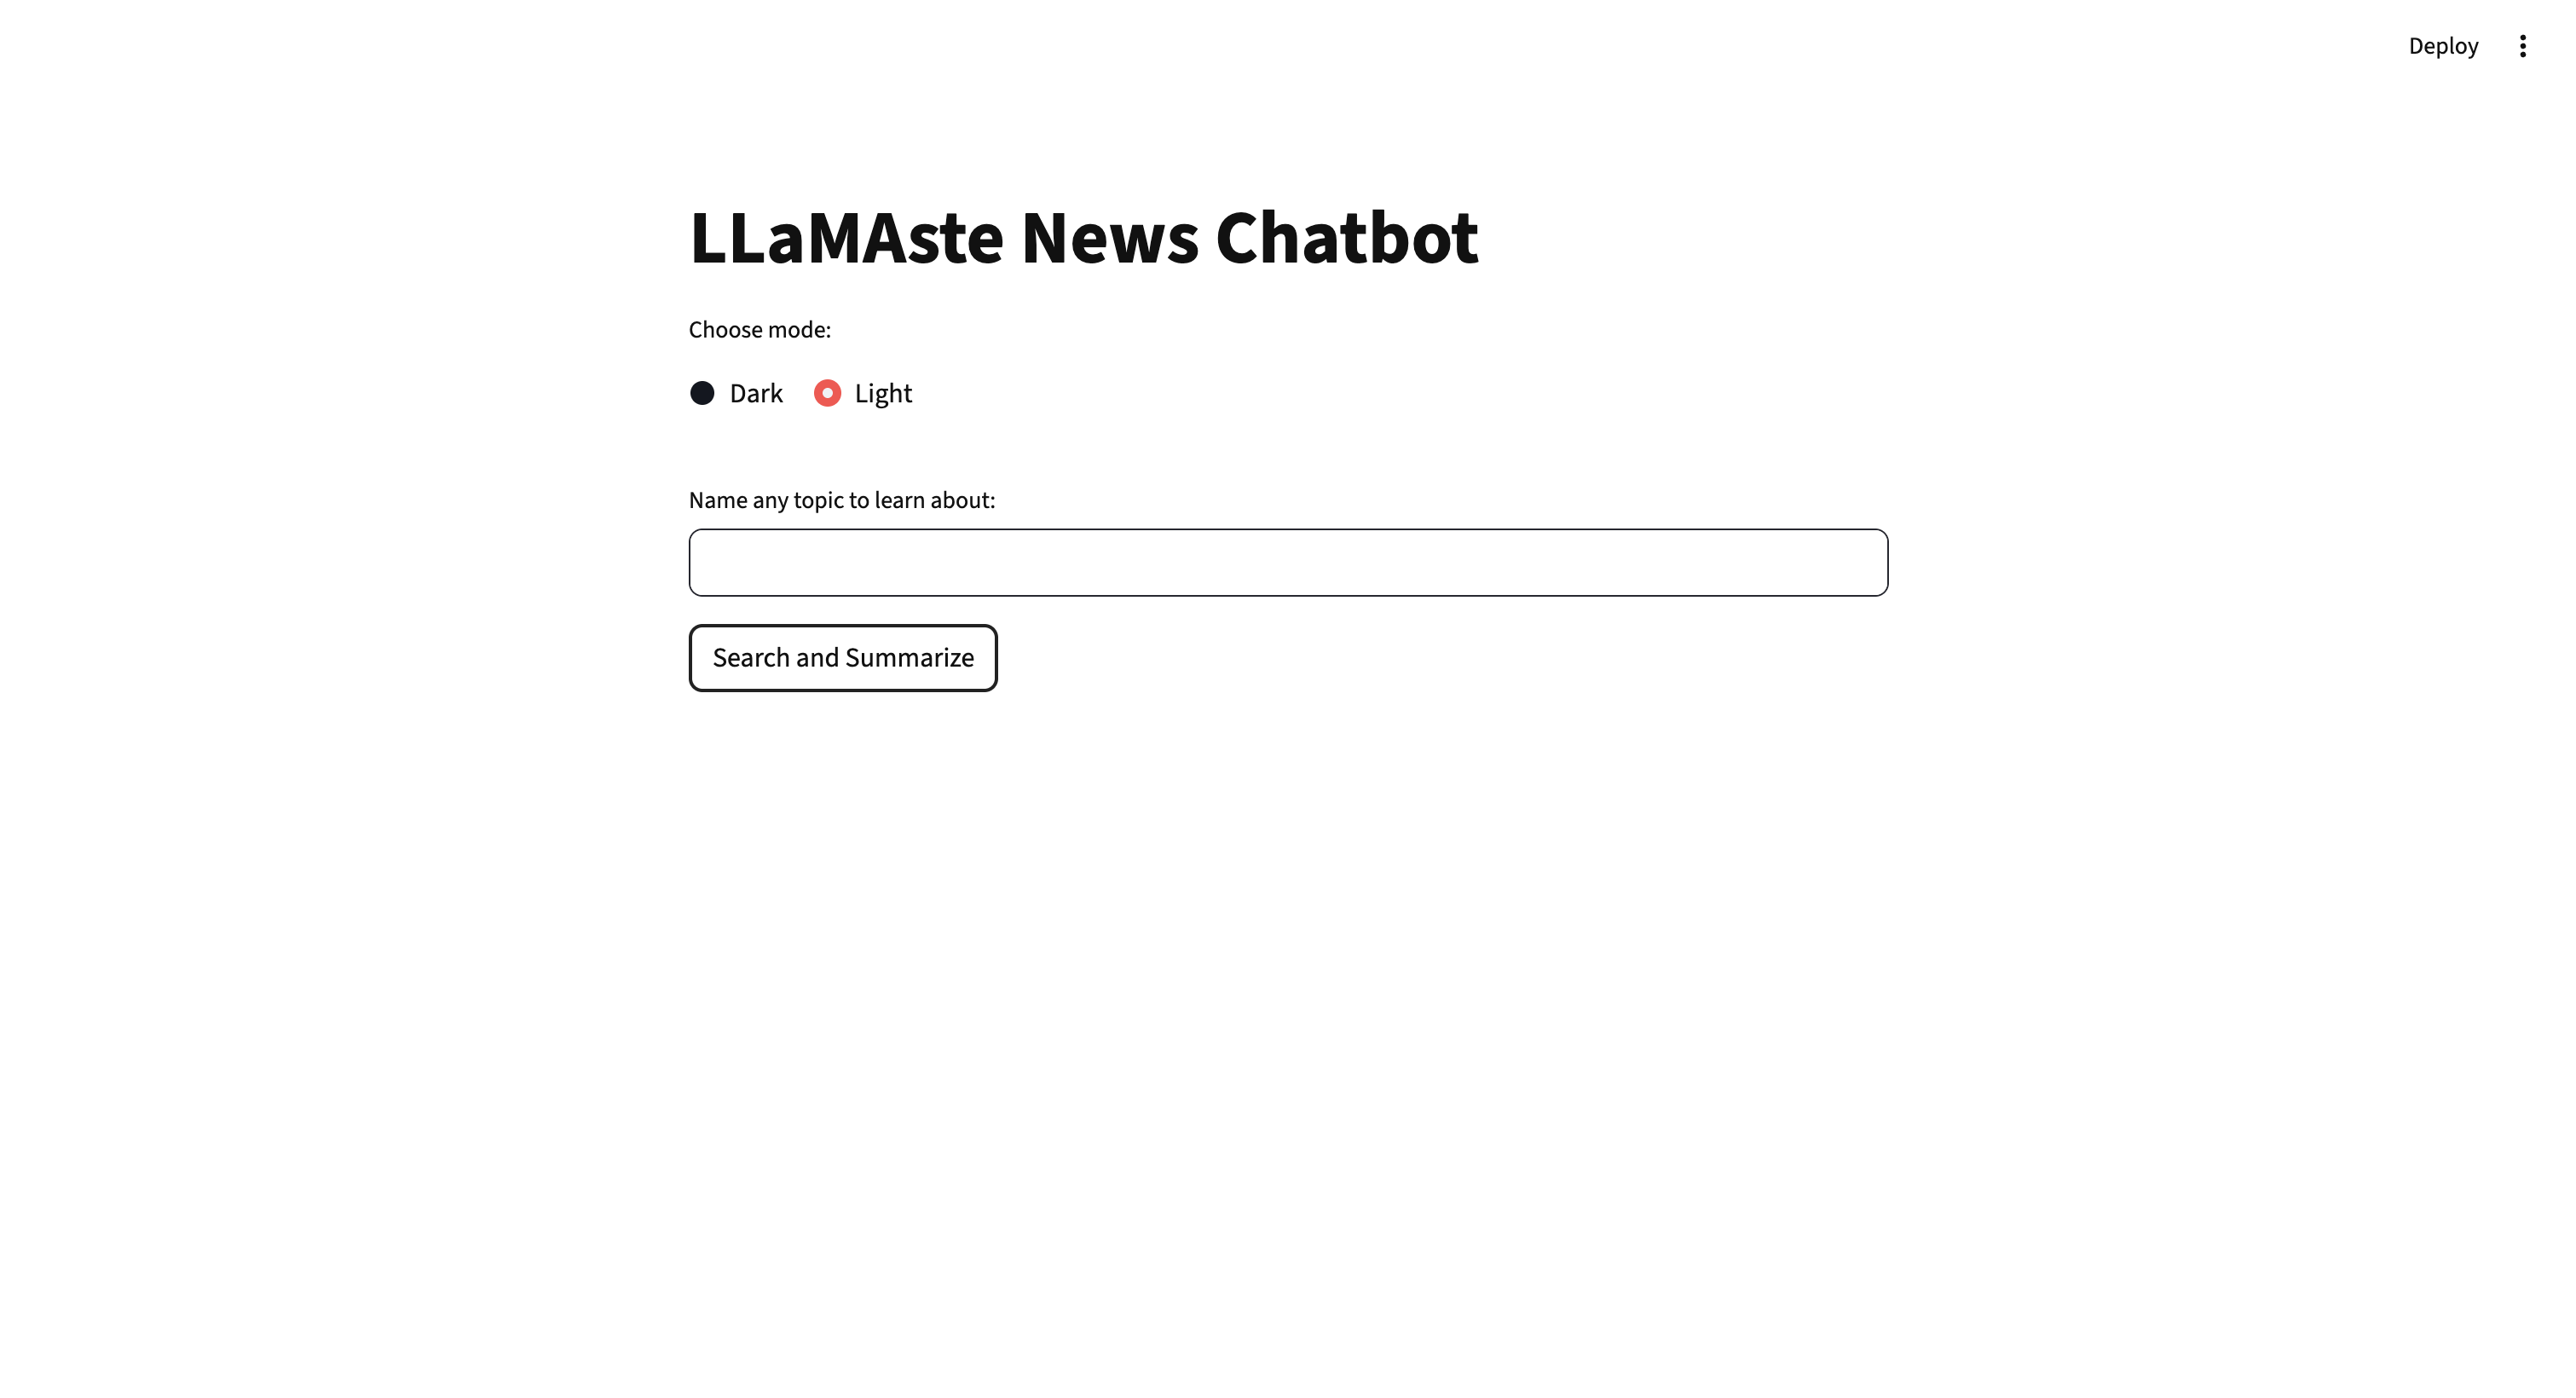 Deploy
LLaMAste News Chatbot
Choose mode:
Dark Light
Name any topic to learn about:
Search and Summarize